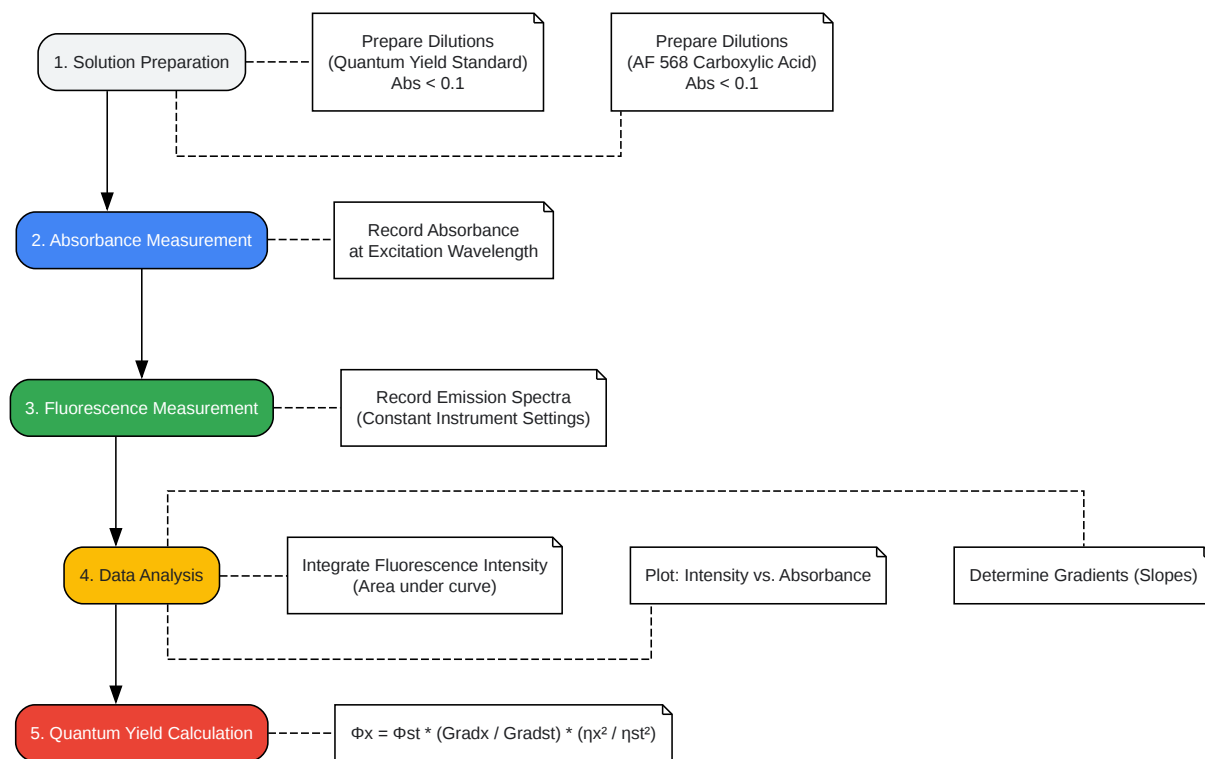 1. Solution Preparation
Prepare Dilutions
(Quantum Yield Standard)
Abs < 0.1
Prepare Dilutions
(AF 568 Carboxylic Acid)
Abs < 0.1
2. Absorbance Measurement
Record Absorbance
at Excitation Wavelength
3. Fluorescence Measurement
Record Emission Spectra
(Constant Instrument Settings)
4. Data Analysis
Integrate Fluorescence Intensity
(Area under curve)
Plot: Intensity vs. Absorbance
Determine Gradients (Slopes)
5. Quantum Yield Calculation
Φx = Φst * (Gradx / Gradst) * (ηx² / ηst²)